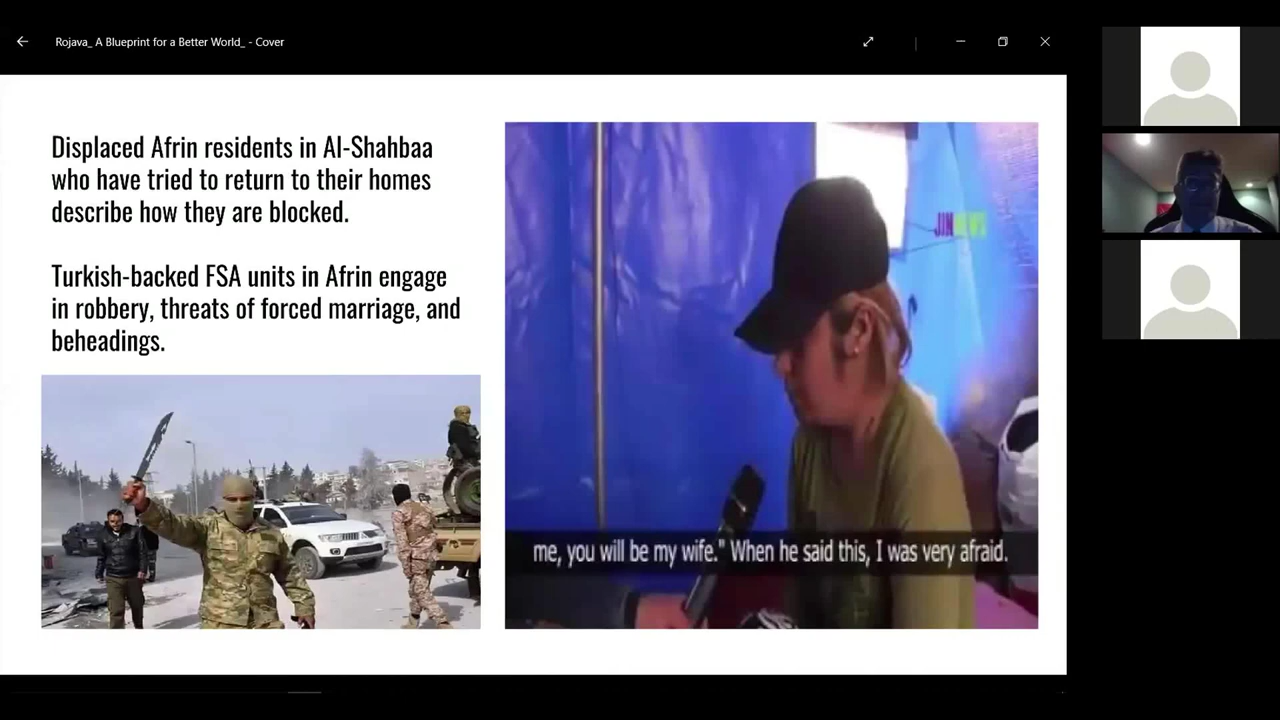 Rojava_ A Blueprint for a Better World_ - Cover
Displaced Afrin residents in Al-Shahbaa
who have tried to return to their homes
describe how they are blocked.
Turkish-backed FSA units in Afrin engage
in robbery, threats of forced marriage, and
beheadings.
JINNEWS
me, you will be my wife." When he said this, I was very afraid.